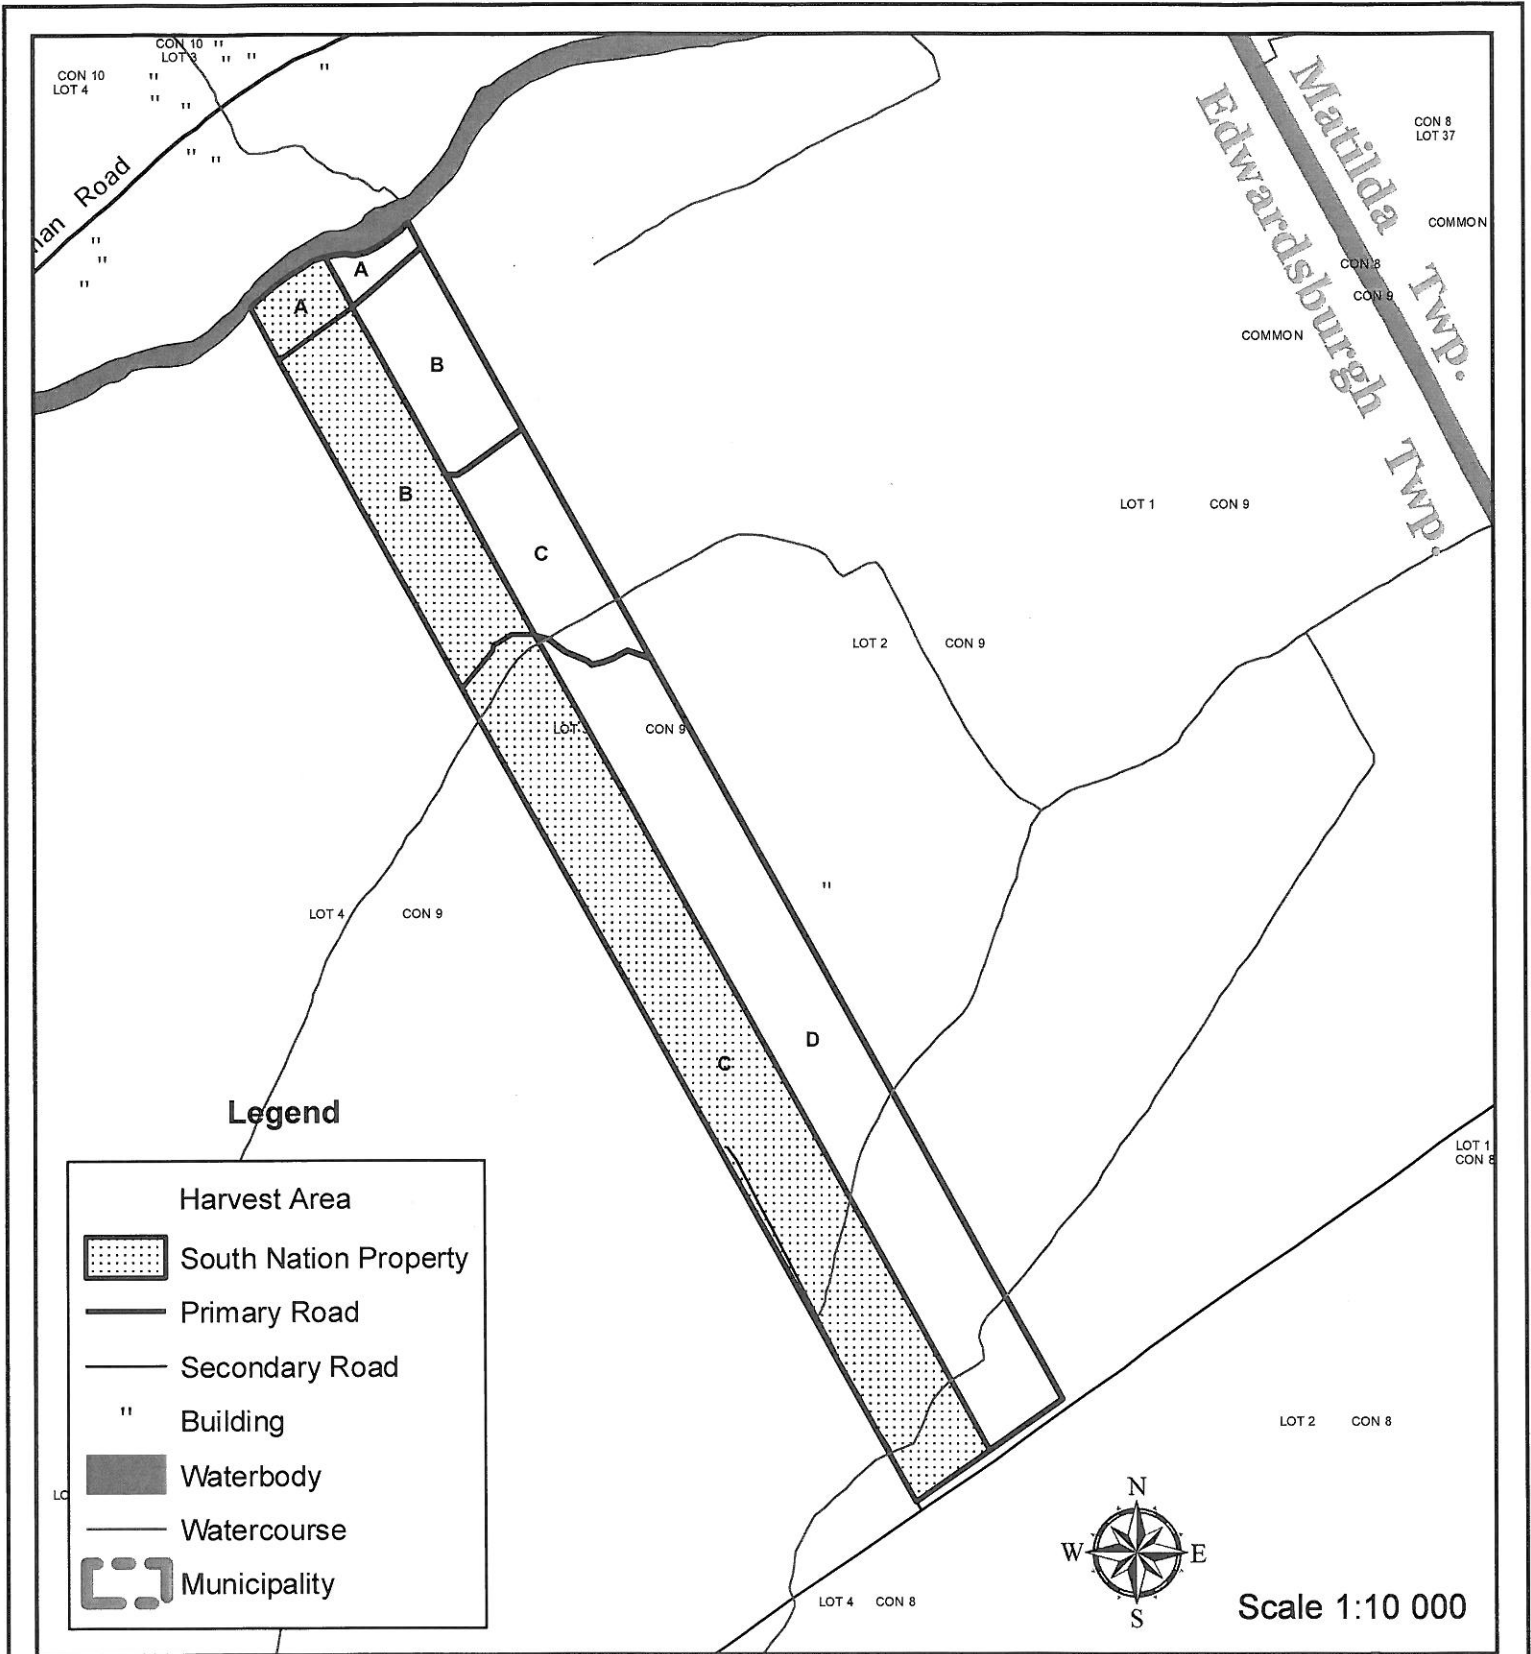 CON 10
LOT 3
CON 10
LOT 4
Road
Matilda Twp.
Edwardsburgh Twp.
CON 8
LOT 37
COMMON
CON 8
CON 9
COMMON
A
A
B
B
C
LOT 1 CON 9
LOT 2 CON 9
LOT CON 9
LOT 4 CON 9
D
C
LOT 1
CON 8
LOT 2 CON 8
LOT 4 CON 8
Legend
Harvest Area
South Nation Property
Primary Road
Secondary Road
Building
Waterbody
Watercourse
Municipality
N
W E
S
Scale 1:10 000